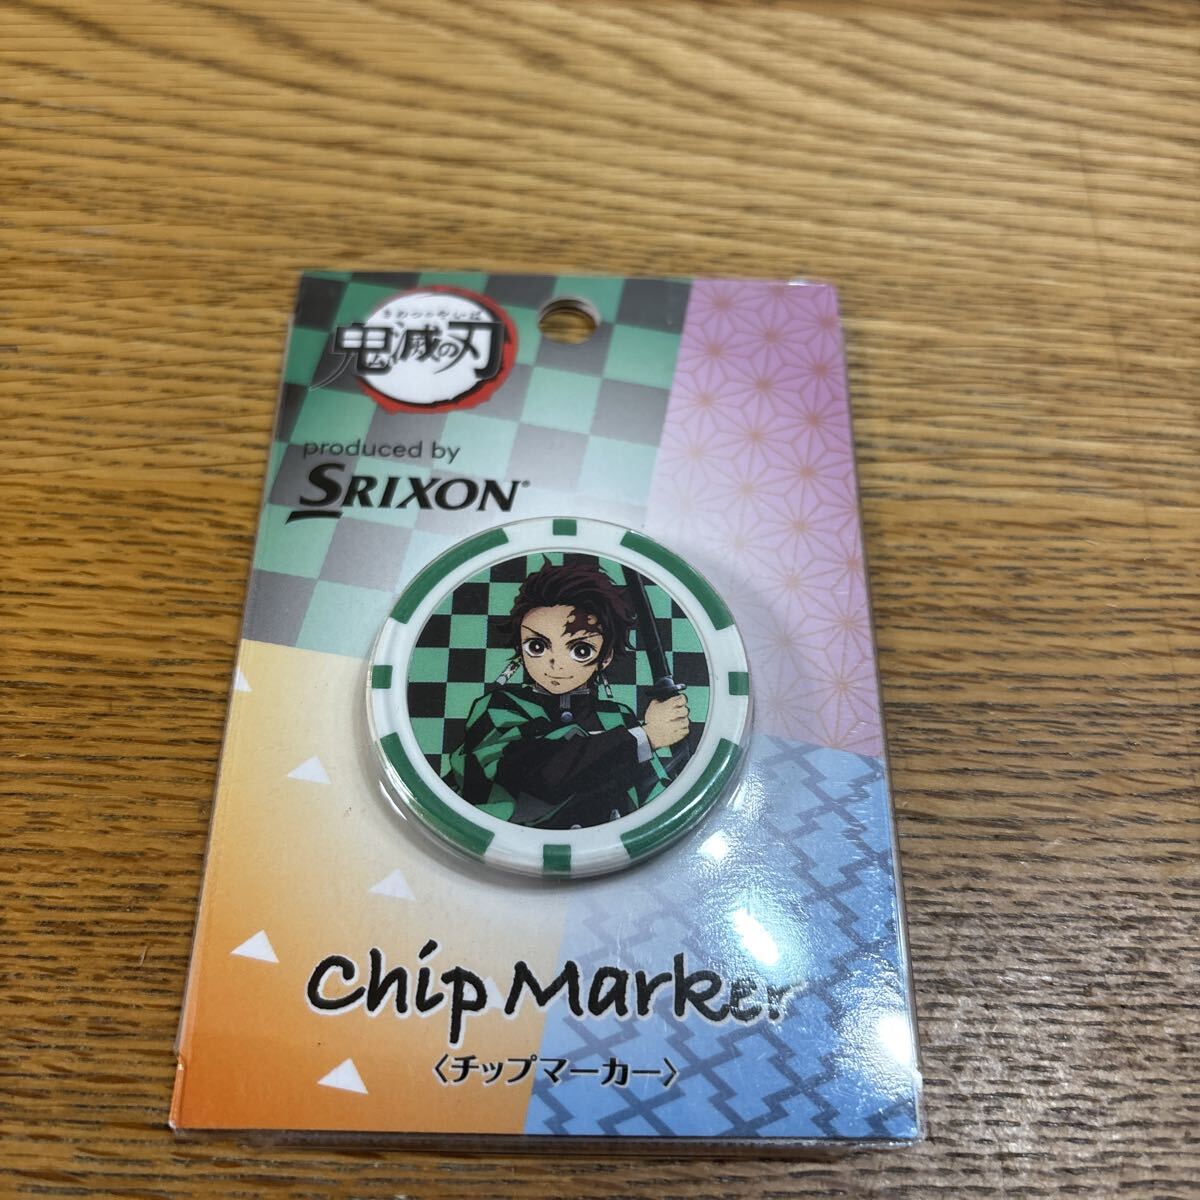 きめつのやいば
鬼滅の刃
produced by
SRIXON®
Chip Marker
〈チップマーカー〉